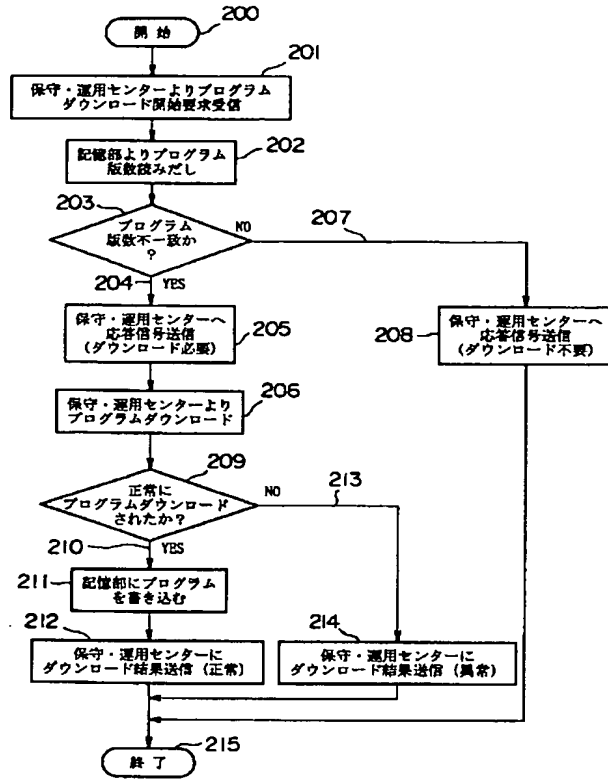 200
開始
201
保守・運用センターよりプログラム
ダウンロード開始要求受信
202
記憶部よりプログラム
版数読みだし
203
プログラム
版数不一致か
?
NO
207
204
YES
保守・運用センターへ
応答信号送信
(ダウンロード必要)
205
208
保守・運用センターへ
応答信号送信
(ダウンロード不要)
206
保守・運用センターより
プログラムダウンロード
209
正常に
プログラムダウンロード
されたか?
NO
213
210
YES
211
記憶部にプログラム
を書き込む
212
保守・運用センターに
ダウンロード結果送信(正常)
214
保守・運用センターに
ダウンロード結果送信(異常)
215
終了